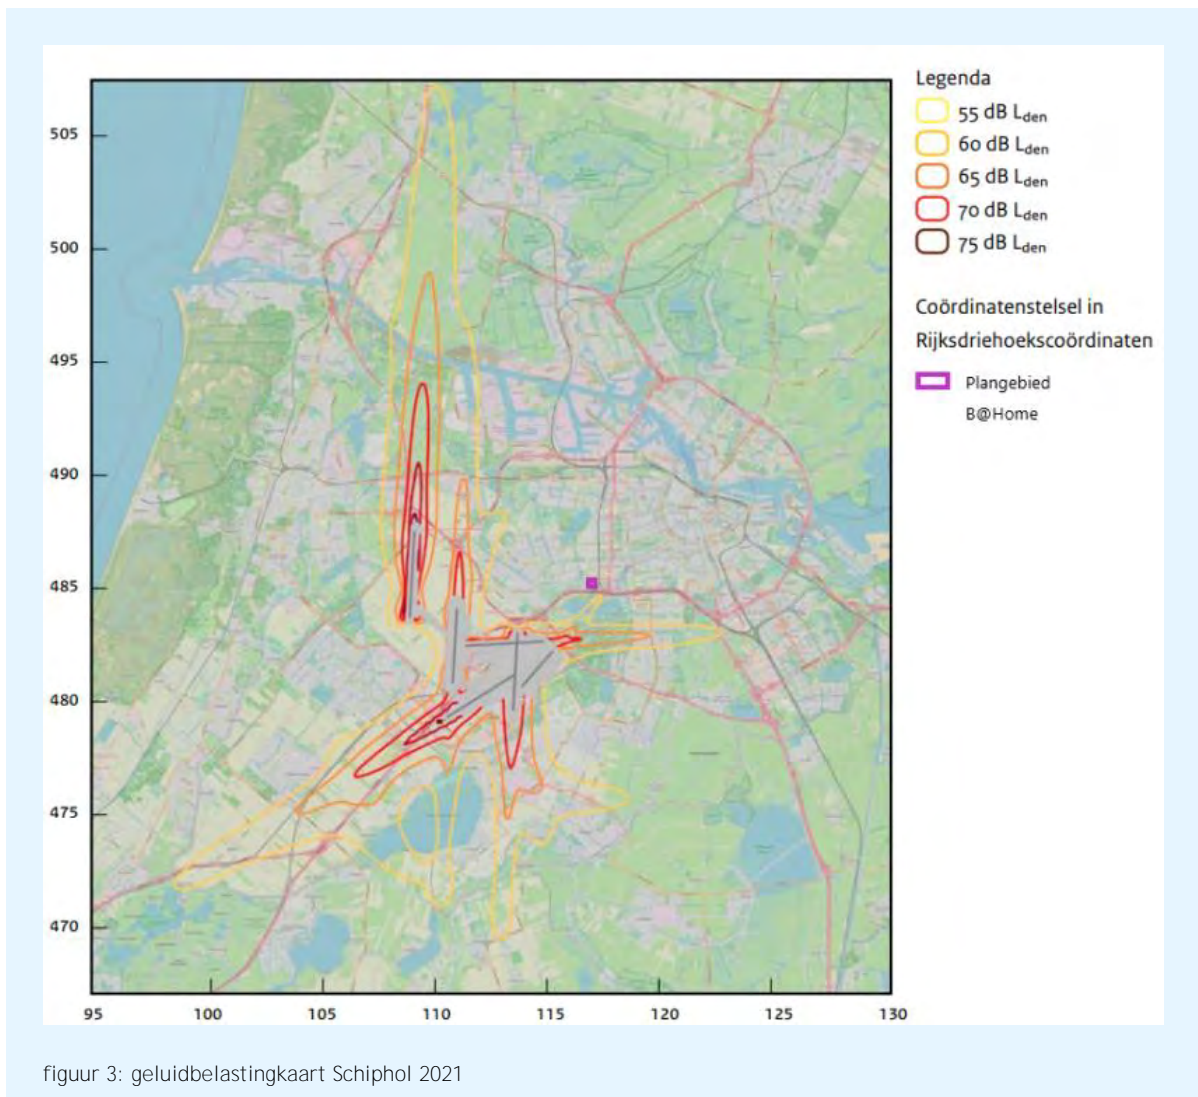 505
500
495
490
485
480
475
470
95 100 105 110 115 120 125 130
Legenda
55 dB Lden
60 dB Lden
65 dB Lden
70 dB Lden
75 dB Lden
Coördinatenstelsel in
Rijksdriehoekscoördinaten
Plangebied
B@Home
figuur 3: geluidbelastingkaart Schiphol 2021